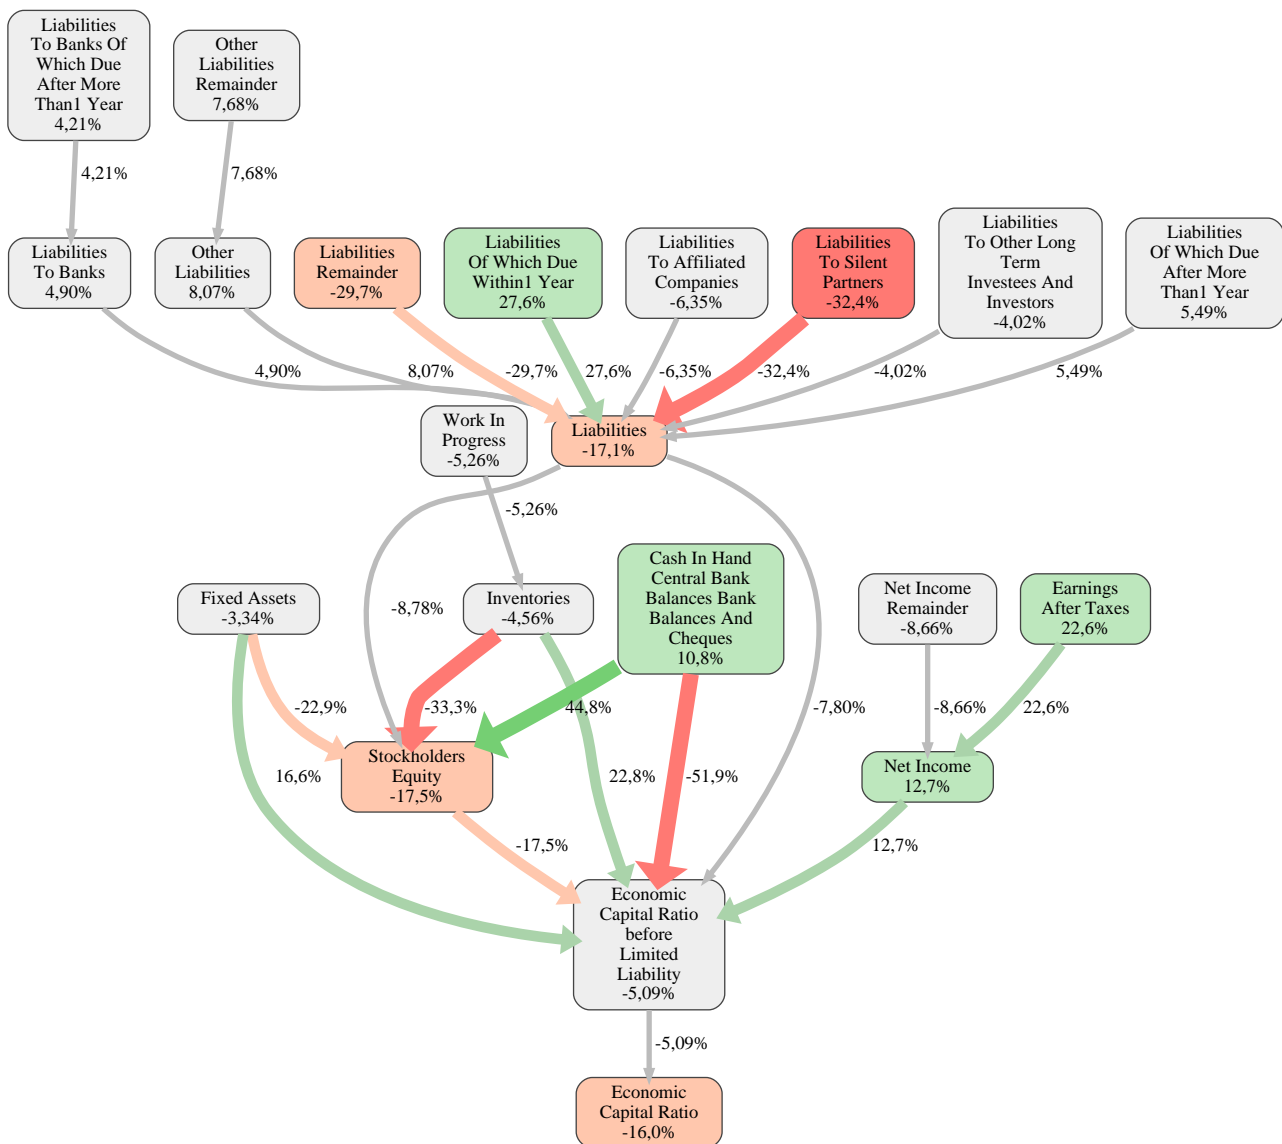 Liabilities
To Banks Of
Which Due
After More
Than1 Year
4,21%
Other
Liabilities
Remainder
7,68%
4,21%
7,68%
Liabilities
To Banks
4,90%
Other
Liabilities
8,07%
Liabilities
Remainder
-29,7%
Liabilities
Of Which Due
Within1 Year
27,6%
Liabilities
To Affiliated
Companies
-6,35%
Liabilities
To Silent
Partners
-32,4%
Liabilities
To Other Long
Term
Investees And
Investors
-4,02%
Liabilities
Of Which Due
After More
Than1 Year
5,49%
4,90%
8,07%
-29,7%
27,6%
-6,35%
-32,4%
-4,02%
5,49%
Work In
Progress
-5,26%
Liabilities
-17,1%
-5,26%
Fixed Assets
-3,34%
-8,78%
Inventories
-4,56%
Cash In Hand
Central Bank
Balances Bank
Balances And
Cheques
10,8%
Net Income
Remainder
-8,66%
Earnings
After Taxes
22,6%
-22,9%
-33,3%
44,8%
-7,80%
-8,66%
22,6%
16,6%
Stockholders
Equity
-17,5%
22,8%
-51,9%
Net Income
12,7%
-17,5%
12,7%
Economic
Capital Ratio
before
Limited
Liability
-5,09%
-5,09%
Economic
Capital Ratio
-16,0%